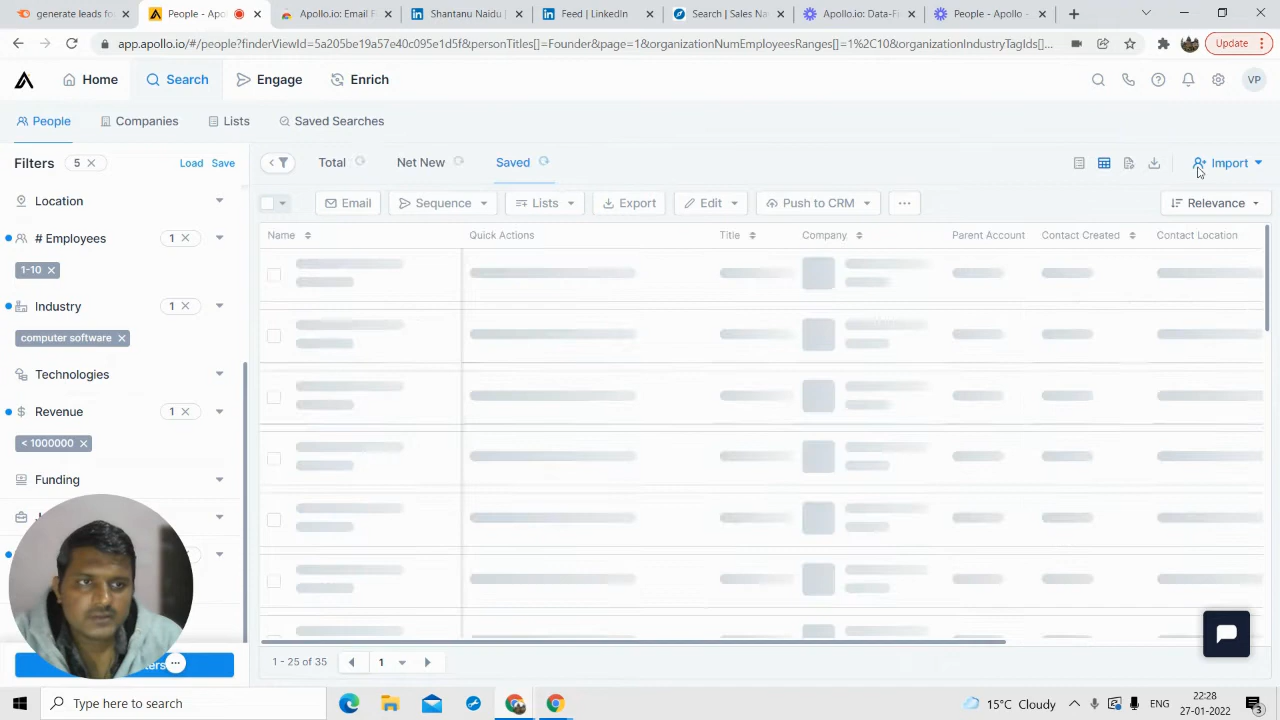 generate leads fo
People - Apo
Apollo.io: Email F
Shantanu Naidu |
Feed | LinkedIn
Search | Sales Na
Apollo.io: Data-Fi
People - Apollo -
app.apollo.io/#/people?finderViewId=5a205be19a57e40c095e1d5f&personTitles[]=Founder&page=1&organizationNumEmployeesRanges[]=1%2C10&organizationIndustryTagIds[]...
Update
Home
Search
Engage
Enrich
VP
People
Companies
Lists
Saved Searches
Filters
5
Load
Save
Total
Net New
Saved
Import
Location
Email
Sequence
Lists
Export
Edit
Push to CRM
...
Relevance
# Employees
1
1-10
Name
Quick Actions
Title
Company
Parent Account
Contact Created
Contact Location
Industry
1
computer software
Technologies
Revenue
1
< 1000000
Funding
1 - 25 of 35
1
Type here to search
15°C Cloudy
ENG
22:28
27-01-2022
3